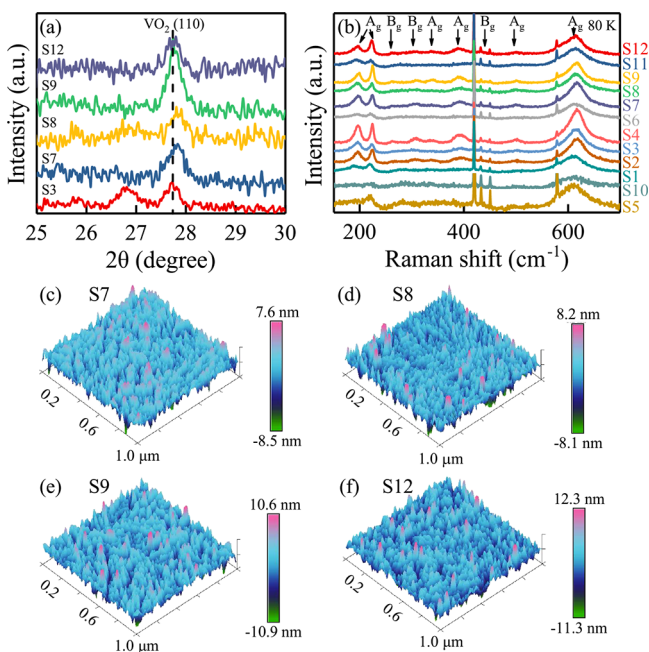 (a)
VO₂ (110)
S12
S9
S8
S7
S3
Intensity (a.u.)
25 26 27 28 29 30
2θ (degree)
(b)
Ag Bg Bg Ag Ag Bg Ag Ag 80 K
S12
S11
S9
S8
S7
S6
S4
S3
S2
S1
S10
S5
Intensity (a.u.)
200 400 600
Raman shift (cm⁻¹)
(c) S7
7.6 nm
-8.5 nm
0.2
0.6
1.0 μm
(d) S8
8.2 nm
-8.1 nm
0.2
0.6
1.0 μm
(e) S9
10.6 nm
-10.9 nm
0.2
0.6
1.0 μm
(f) S12
12.3 nm
-11.3 nm
0.2
0.6
1.0 μm